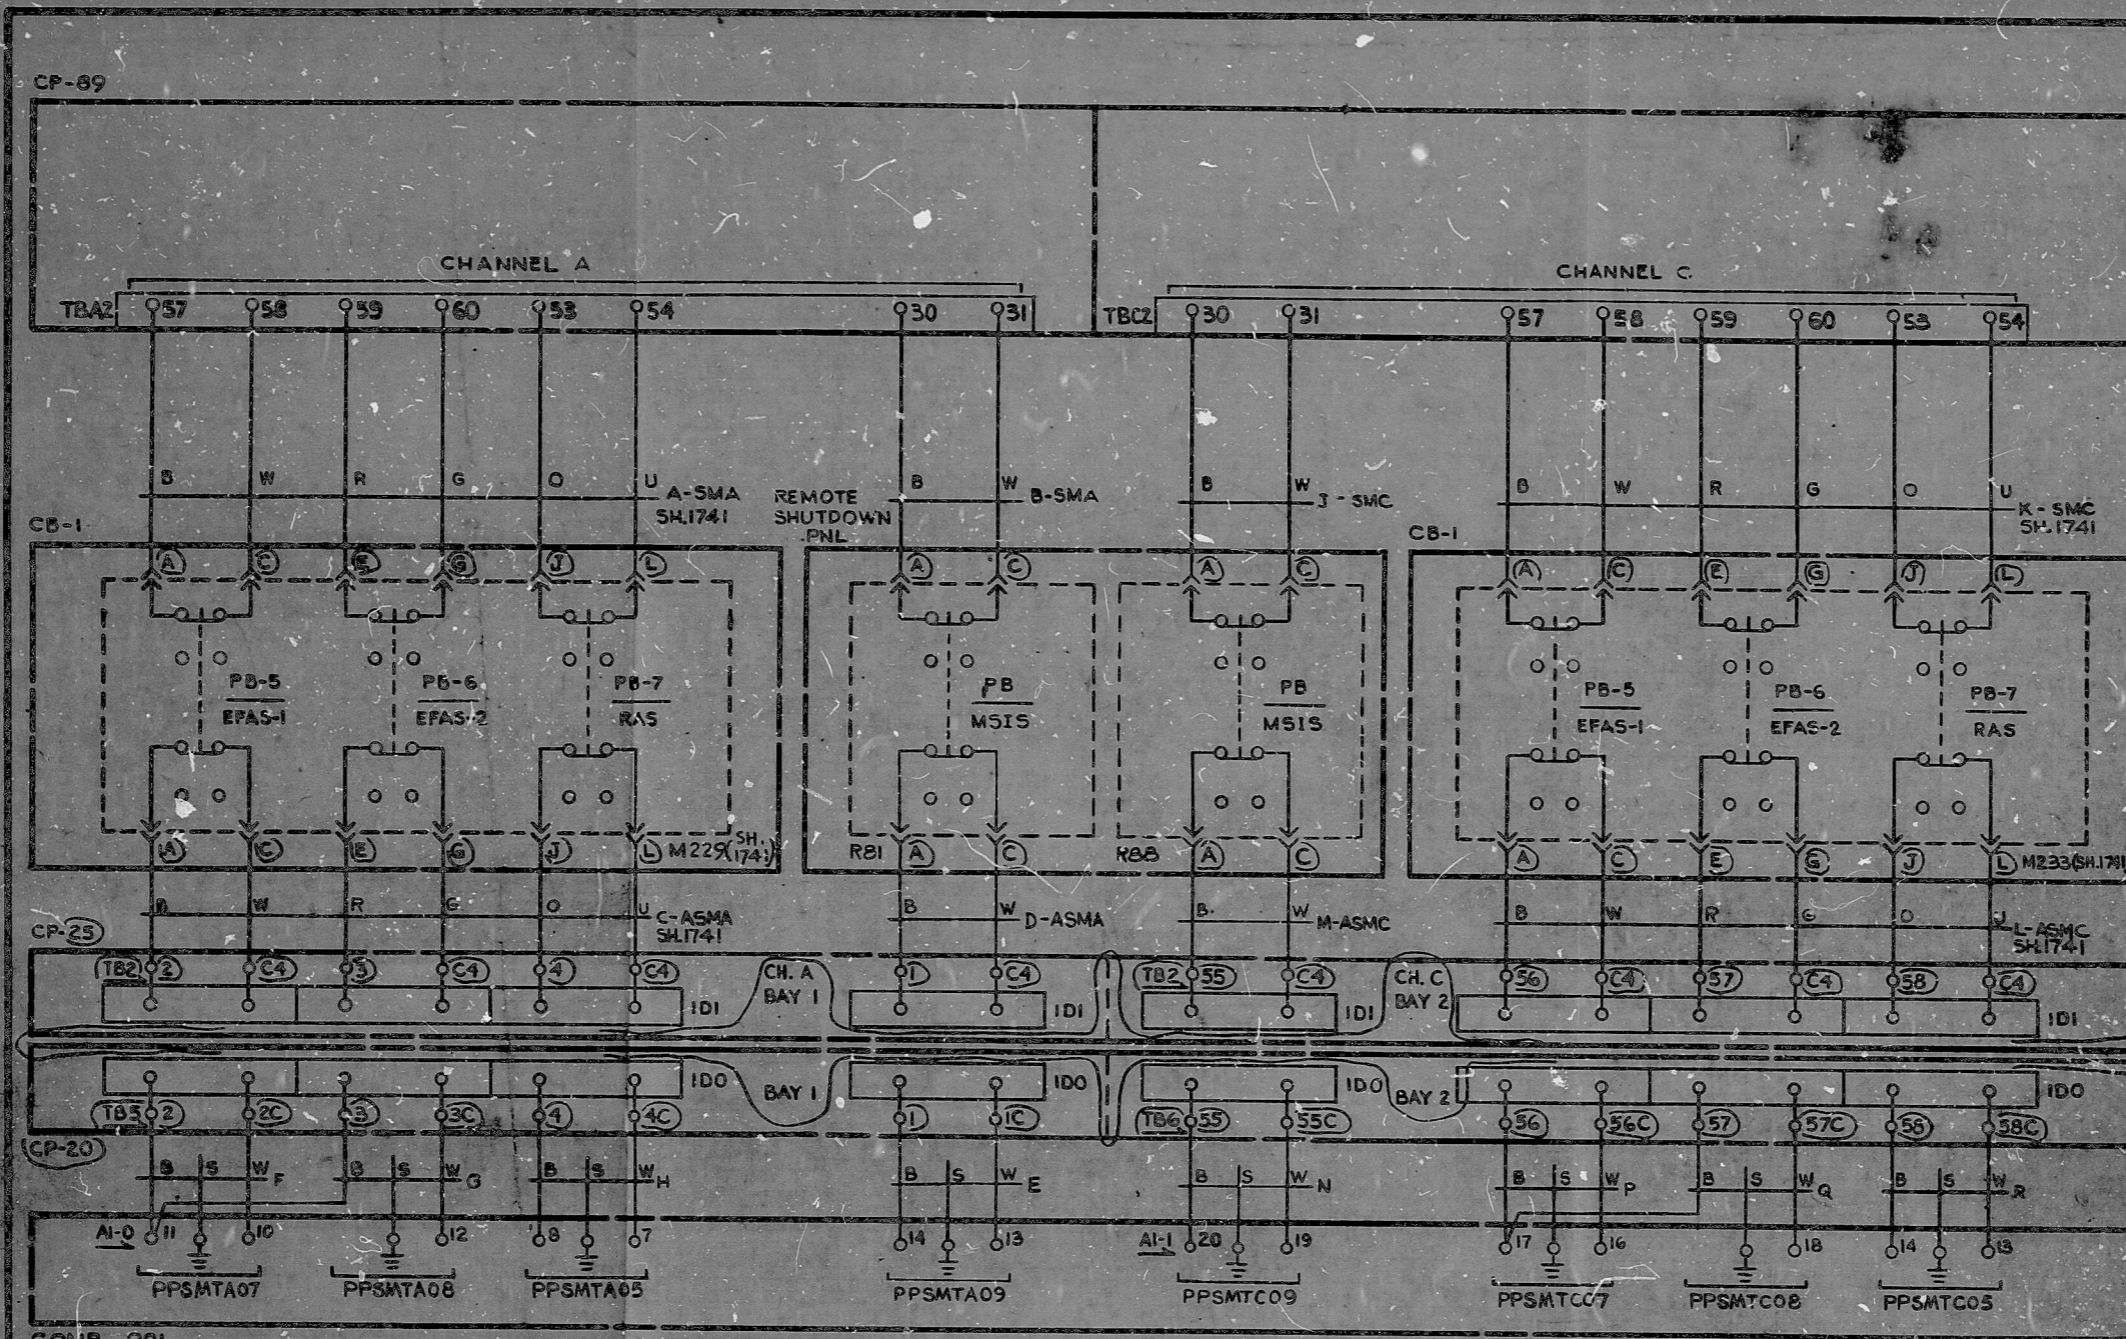 CP-89
CHANNEL A
CHANNEL C
TBA2 57 58 59 60 53 54 30 31 TBC2 30 31 57 58 59 60 53 54
B W R G O U B W B W B W R G O U
A-SMA
SH.1741
REMOTE
SHUTDOWN
PNL
B-SMA
J-SMC
K-SMC
SH.1741
CB-1
CB-1
A C E G J L A C A C A C E G J L
PB-5
EFAS-1
PB-6
EFAS-2
PB-7
RAS
PB
MSIS
PB
MSIS
PB-5
EFAS-1
PB-6
EFAS-2
PB-7
RAS
A C E G J L M229(SH.
1741)
R81 A C R88 A C
A C E G J L M233(SH.1741
B W R G O U C-ASMA
SH.1741
B W D-ASMA
B W M-ASMC
B W R G O U L-ASMC
SH.1741
CP-25
TB2 2 C4 3 C4 4 C4 1 C4 TB2 55 C4 56 C4 57 C4 58 C4
CH. A
BAY 1
CH. C
BAY 2
IDI IDI IDI IDI
IDO BAY 1 IDO IDO BAY 2 IDO
TB5 2 2C 3 3C 4 4C 1 1C TB6 55 55C 56 56C 57 57C 58 58C
CP-20
B S W F B S W G B S W H B S W E B S W N B S W P B S W Q B S W R
A1-0 11 10 12 8 7 14 13 A1-1 20 19 17 16 18 14 13
PPSMTA07 PPSMTA08 PPSMTA05 PPSMTA09 PPSMTC09 PPSMTC07 PPSMTC08 PPSMTC05